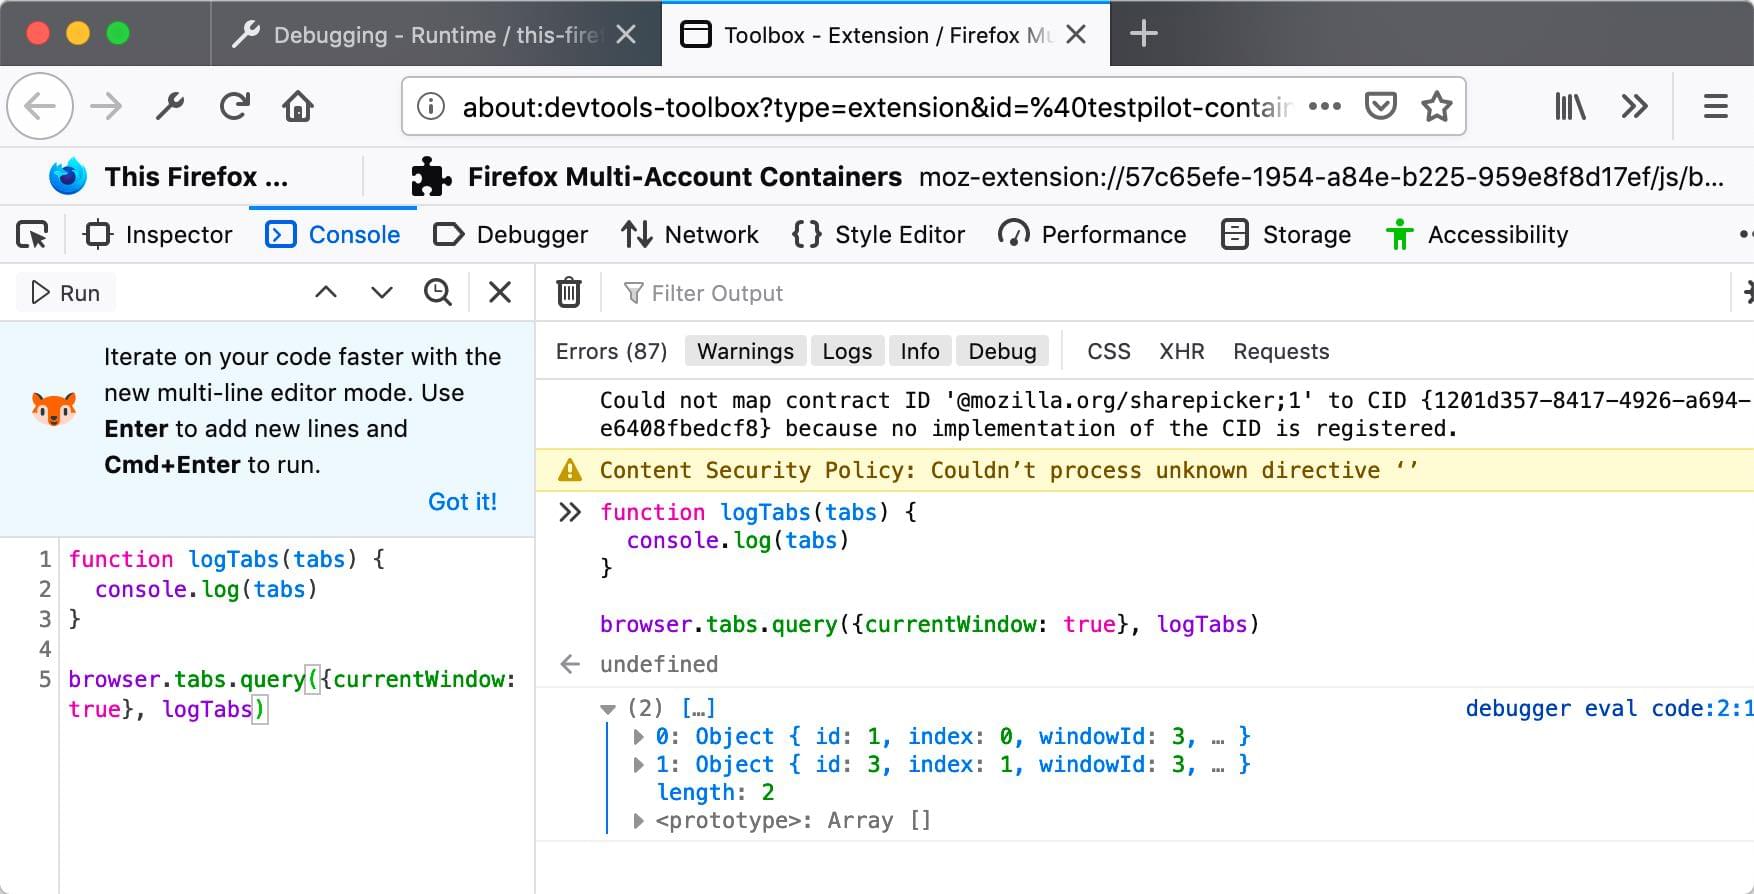 Debugging - Runtime / this-firef
Toolbox - Extension / Firefox Mu
about:devtools-toolbox?type=extension&id=%40testpilot-contain
This Firefox ...
Firefox Multi-Account Containers moz-extension://57c65efe-1954-a84e-b225-959e8f8d17ef/js/b...
Inspector Console Debugger Network Style Editor Performance Storage Accessibility
Run
Iterate on your code faster with the
new multi-line editor mode. Use
Enter to add new lines and
Cmd+Enter to run.
Got it!
1 function logTabs(tabs) {
2 console.log(tabs)
3 }
4
5 browser.tabs.query({currentWindow:
true}, logTabs)
Filter Output
Errors (87) Warnings Logs Info Debug CSS XHR Requests
Could not map contract ID '@mozilla.org/sharepicker;1' to CID {1201d357-8417-4926-a694-
e6408fbedcf8} because no implementation of the CID is registered.
Content Security Policy: Couldn’t process unknown directive ‘’
function logTabs(tabs) {
console.log(tabs)
}
browser.tabs.query({currentWindow: true}, logTabs)
undefined
(2) […] debugger eval code:2:1
0: Object { id: 1, index: 0, windowId: 3, … }
1: Object { id: 3, index: 1, windowId: 3, … }
length: 2
<prototype>: Array []